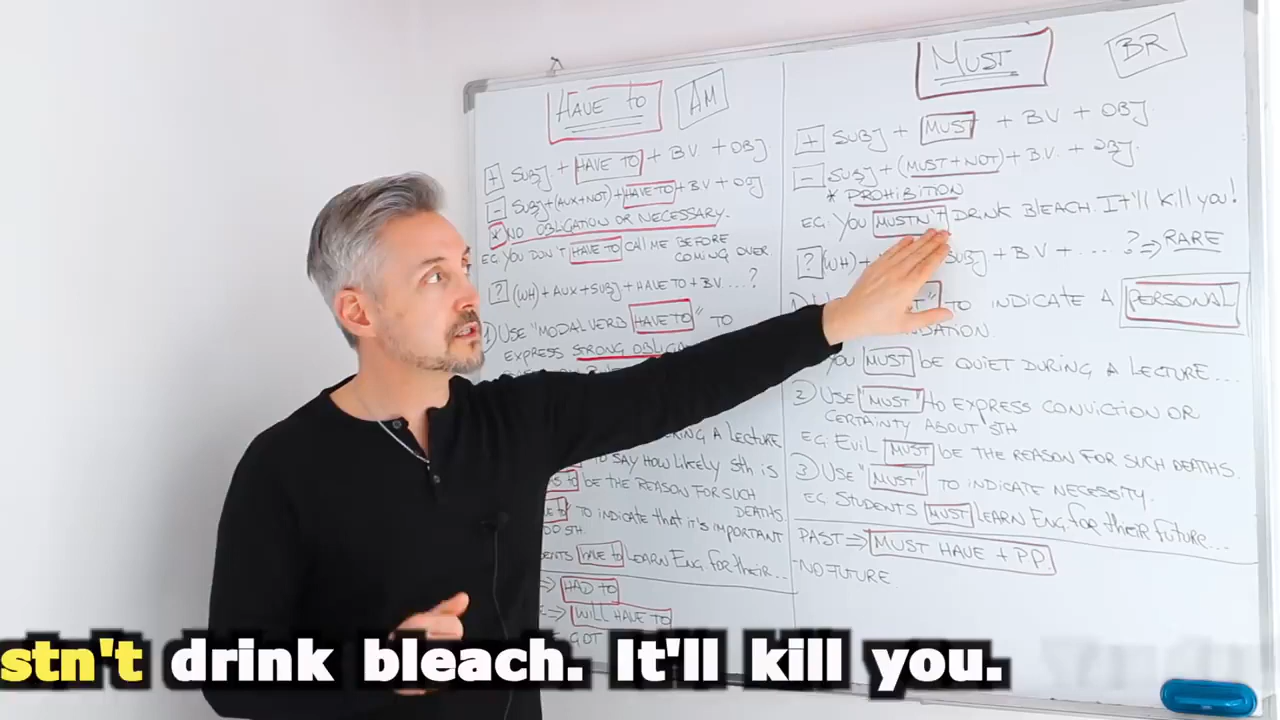 HAVE TO
AM
+ SUBJ + HAVE TO + BV + OBJ
- SUBJ + (AUX+NOT) + HAVE TO + BV + OBJ
* NO OBLIGATION OR NECESSARY.
EG. YOU DON'T HAVE TO CALL ME BEFORE
COMING OVER
? (WH) + AUX + SUBJ + HAVE TO + BV....?
1) USE "MODAL VERB HAVE TO" TO
EXPRESS STRONG
A LECTURE
TO SAY HOW LIKELY STH IS
BE THE REASON FOR SUCH
DEATHS.
TO INDICATE THAT IT'S IMPORTANT
HAVE TO LEARN ENG. FOR THEIR...
HAD TO
WILL HAVE TO
GOT
MUST
BR
+ SUBJ + MUST + BV + OBJ.
- SUBJ + (MUST+NOT) + BV + OBJ.
* PROHIBITION
EG. YOU MUSTN'T DRINK BLEACH. IT'LL KILL YOU!
? (WH) + SUBJ + BV + .... ? => RARE
TO INDICATE A PERSONAL
YOU MUST BE QUIET DURING A LECTURE...
2) USE "MUST" TO EXPRESS CONVICTION OR
CERTAINTY ABOUT STH
EG. EVIL MUST BE THE REASON FOR SUCH DEATHS.
3) USE "MUST" TO INDICATE NECESSITY.
EG. STUDENTS MUST LEARN ENG. FOR THEIR FUTURE...
PAST => MUST HAVE + PP.
NO FUTURE
stn't drink bleach. It'll kill you.